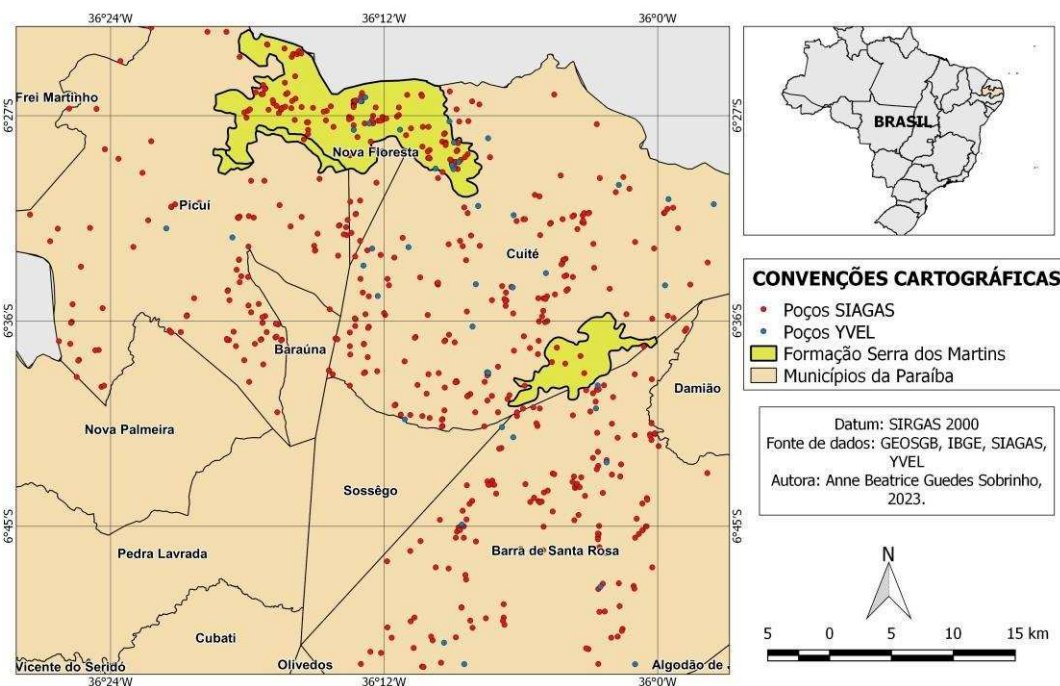 36°24'W 36°12'W 36°0'W
Frei Martinho
6°27'S 6°27'S
Nova Floresta
Picuí
Cuité
6°36'S 6°36'S
Baraúna
Damião
Nova Palmeira
Sossêgo
6°45'S 6°45'S
Pedra Lavrada
Barra de Santa Rosa
Cubati
Vicente do Seridó
Olivedos
Algodão de J
36°24'W 36°12'W 36°0'W
BRASIL
CONVENÇÕES CARTOGRÁFICAS
Poços SIAGAS
Poços YVEL
Formação Serra dos Martins
Municípios da Paraíba
Datum: SIRGAS 2000
Fonte de dados: GEOSGB, IBGE, SIAGAS,
YVEL
Autora: Anne Beatrice Guedes Sobrinho,
2023.
N
5 0 5 10 15 km